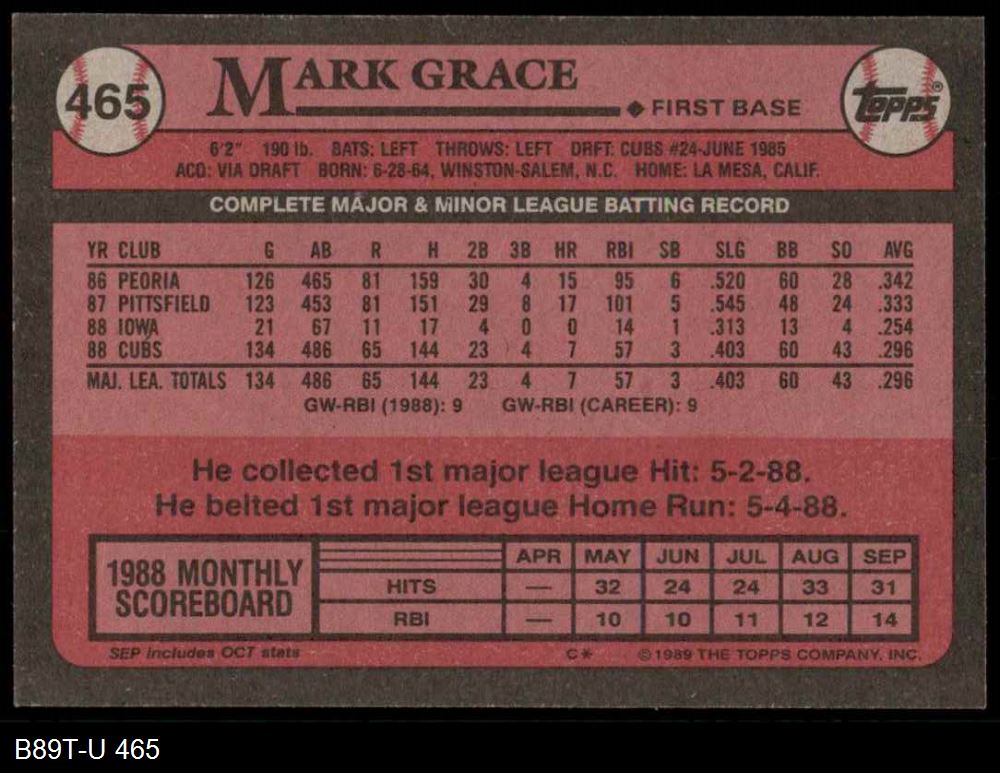 465
MARK GRACE
◆ FIRST BASE
topps®
6'2" 190 lb. BATS: LEFT THROWS: LEFT DRFT: CUBS #24-JUNE 1985
ACQ: VIA DRAFT BORN: 6-28-64, WINSTON-SALEM, N.C. HOME: LA MESA, CALIF.
COMPLETE MAJOR & MINOR LEAGUE BATTING RECORD
YR CLUB G AB R H 2B 3B HR RBI SB SLG BB SO AVG
86 PEORIA 126 465 81 159 30 4 15 95 6 .520 60 28 .342
87 PITTSFIELD 123 453 81 151 29 8 17 101 5 .545 48 24 .333
88 IOWA 21 67 11 17 4 0 0 14 1 .313 13 4 .254
88 CUBS 134 486 65 144 23 4 7 57 3 .403 60 43 .296
MAJ. LEA. TOTALS 134 486 65 144 23 4 7 57 3 .403 60 43 .296
GW-RBI (1988): 9 GW-RBI (CAREER): 9
He collected 1st major league Hit: 5-2-88.
He belted 1st major league Home Run: 5-4-88.
1988 MONTHLY
SCOREBOARD
APR MAY JUN JUL AUG SEP
HITS — 32 24 24 33 31
RBI — 10 10 11 12 14
SEP includes OCT stats C* ©1989 THE TOPPS COMPANY, INC.
B89T-U 465